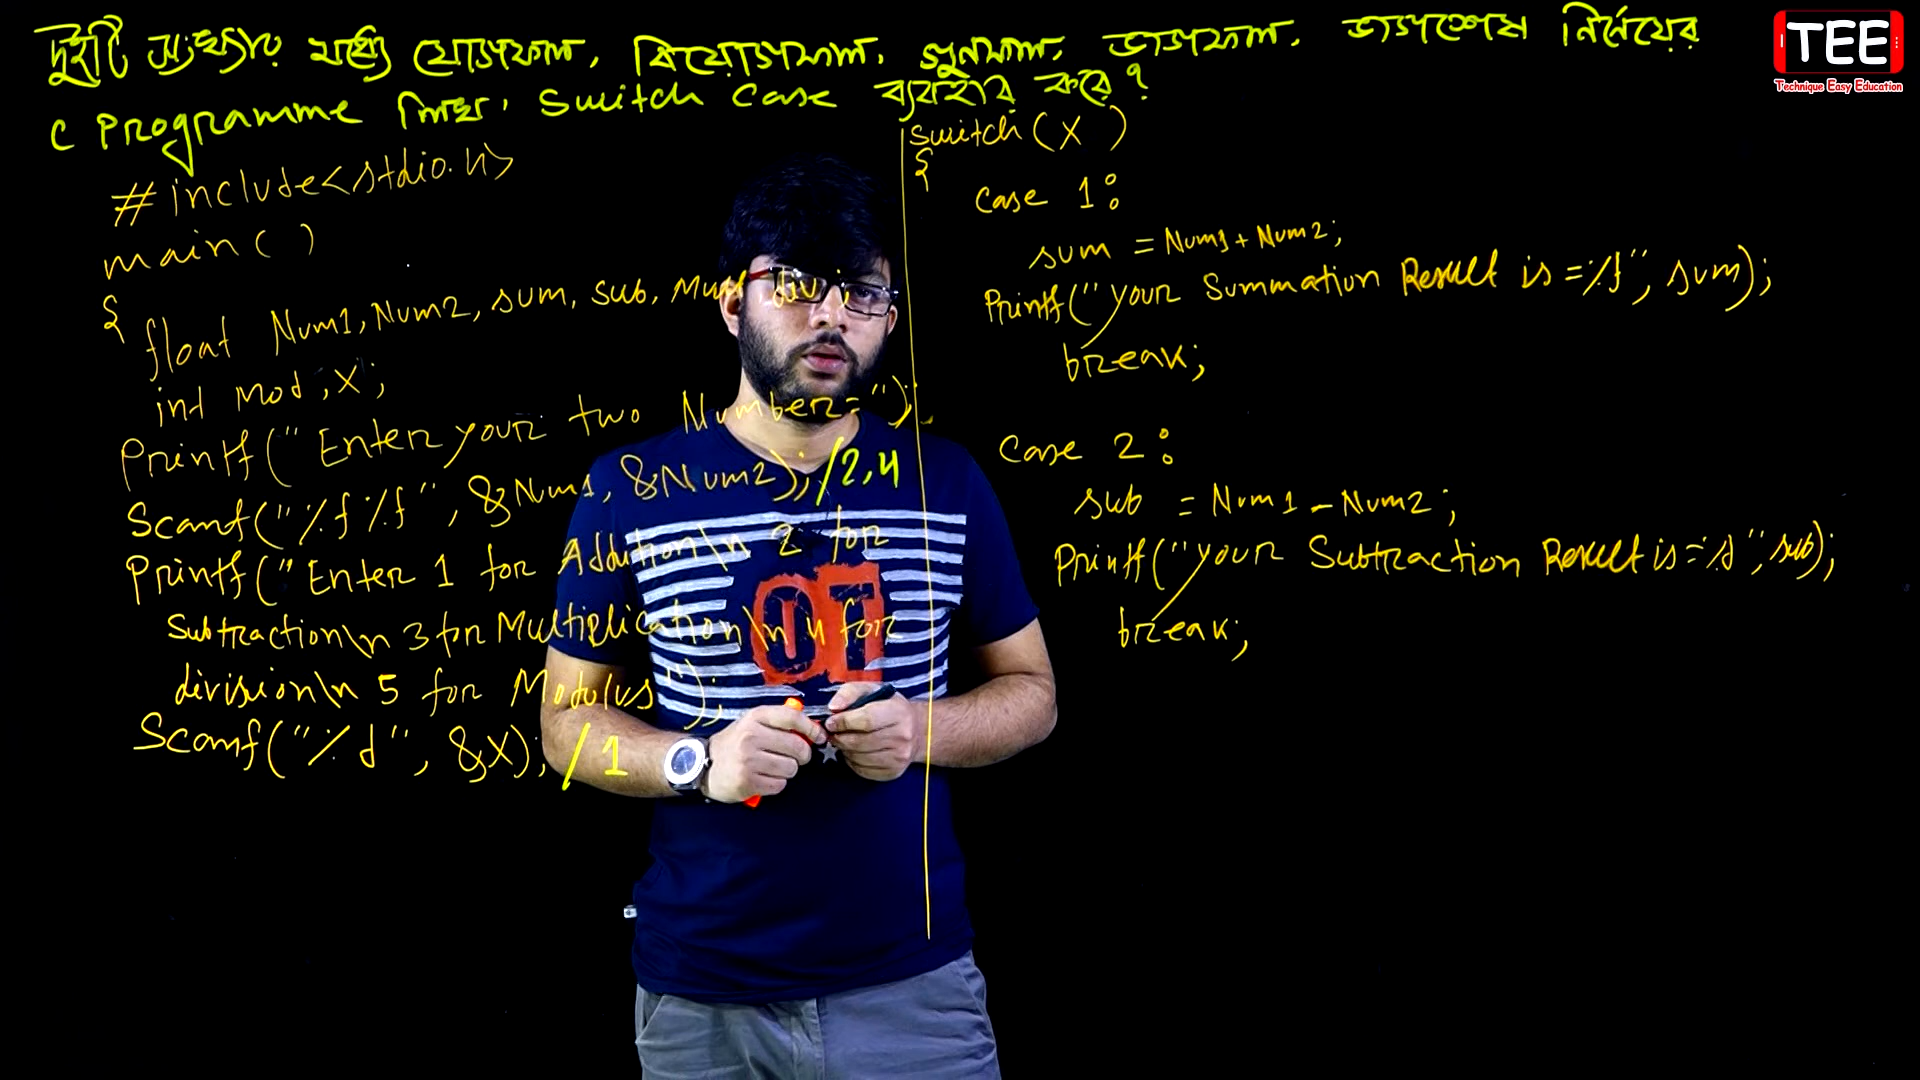 দুইটি সংখ্যার মধ্যে যোগফল, বিয়োগফল, গুনফল, ভাগফল, ভাগশেষ নির্ণয়ের
C Programme লিখ, Switch Case ব্যবহার করে?
#include<stdio.h>
main( )
{
float Num1, Num2, sum, sub, Mul div;
int Mod, X;
Printf("Enter your two Number=");
Scanf("%f%f", &Num1, &Num2); /2,4
Printf("Enter 1 for Addition\n 2 for
Subtraction\n 3 for Multiplication\n 4 for
division\n 5 for Modulus");
Scanf("%d", &X); /1
Switch(X)
{
Case 1:
sum = Num1 + Num2;
Printf("your Summation Result is =%f", sum);
break;
Case 2:
sub = Num1 - Num2;
Printf("your Subtraction Result is=%f", sub);
break;
TEE
Technique Easy Education
UT